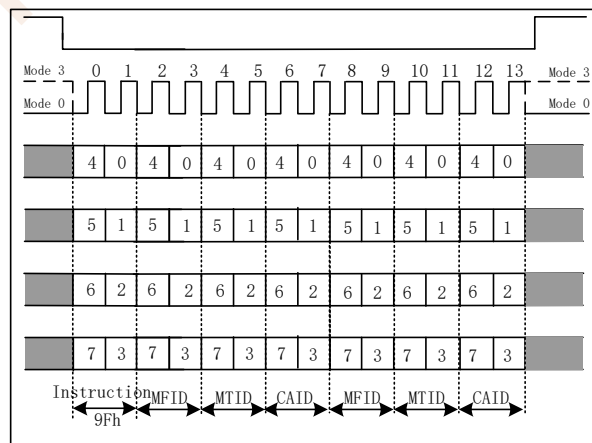 Mode 3 0 1 2 3 4 5 6 7 8 9 10 11 12 13 Mode 3
Mode 0 Mode 0
4 0 4 0 4 0 4 0 4 0 4 0 4 0
5 1 5 1 5 1 5 1 5 1 5 1 5 1
6 2 6 2 6 2 6 2 6 2 6 2 6 2
7 3 7 3 7 3 7 3 7 3 7 3 7 3
Instruction MFID MTID CAID MFID MTID CAID
9Fh